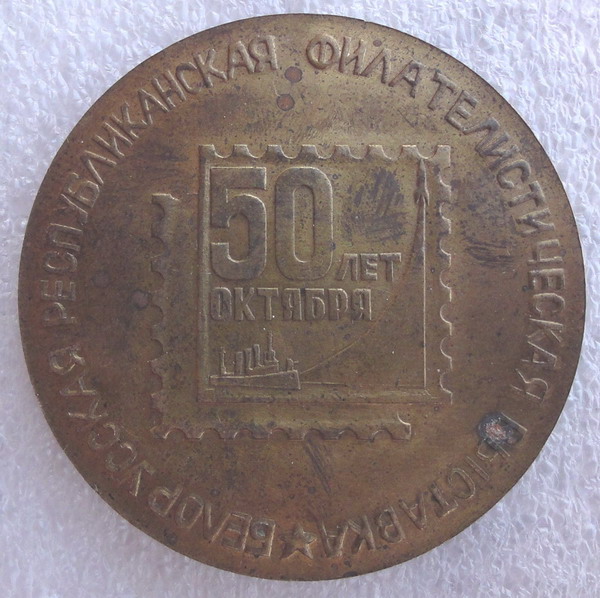 БЕЛОРУССКАЯ РЕСПУБЛИКАНСКАЯ ФИЛАТЕЛИСТИЧЕСКАЯ ВЫСТАВКА
50
ЛЕТ
ОКТЯБРЯ